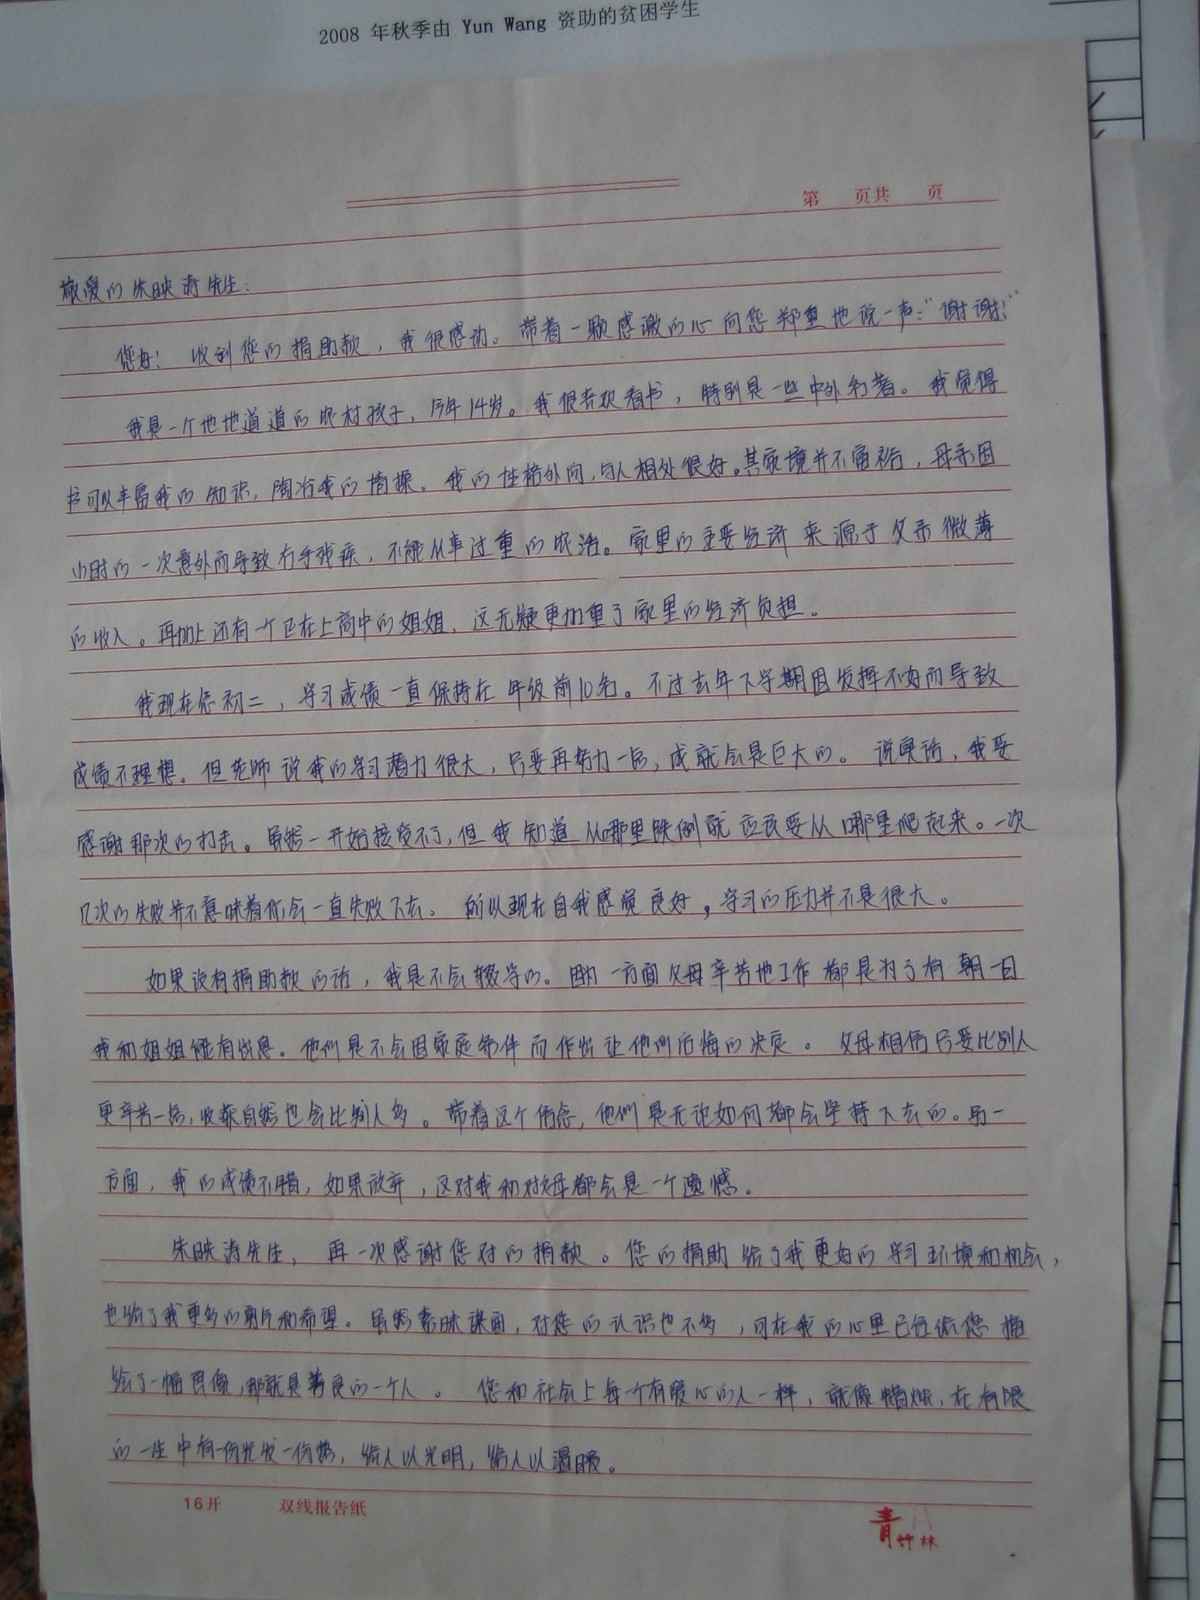 2008 年秋季由 Yun Wang 资助的贫困学生
第 页共 页
敬爱的朱映涛先生:
您好! 收到您的捐助款,我很感动。带着一颗感激的心向您郑重地说一声:“谢谢!”
我是一个地地道道的农村孩子,今年14岁。我很喜欢看书,特别是一些中外名著。我觉得
书可以丰富我的知识,陶冶我的情操。我的性格外向,与人相处很好。其家境并不富裕,母亲因
小时的一次意外而导致右手残疾,不能从事过重的农活。家里的主要经济来源于父亲微薄
的收入。再加上还有一个正在上高中的姐姐,这无疑更加重了家里的经济负担。
我现在念初二,学习成绩一直保持在年级前10名。不过去年下学期因发挥不好而导致
成绩不理想。但老师说我的学习潜力很大,只要再努力一点,成就会是巨大的。说真话,我要
感谢那次的打击。虽然一开始接受不了,但我知道从哪里跌倒就应该要从哪里爬起来。一次
几次的失败并不意味着你会一直失败下去。所以现在自我感觉良好,学习的压力并不是很大。
如果没有捐助款的话,我是不会辍学的。因为一方面父母辛苦地工作都是为了有朝一日
我和姐姐能有出息。他们是不会因家庭条件而作出让他们后悔的决定。父母相信只要比别人
更辛苦一点,收获自然也会比别人多。带着这个信念,他们是无论如何都会坚持下去的。另一
方面,我的成绩不错,如果放弃,这对我和父母都会是一个遗憾。
朱映涛先生,再一次感谢您对的捐款。您的捐助给了我更好的学习环境和机会,
也给了我更多的动力和希望。虽然素昧谋面,对您的认识也不多,可在我的心里已经依您描
绘了一幅肖像,那就是善良的一个人。您和社会上每个有爱心的人一样,就像蜡烛,在有限
的一生中有一份光发一份热,给人以光明,给人以温暖。
16开 双线报告纸
青竹林